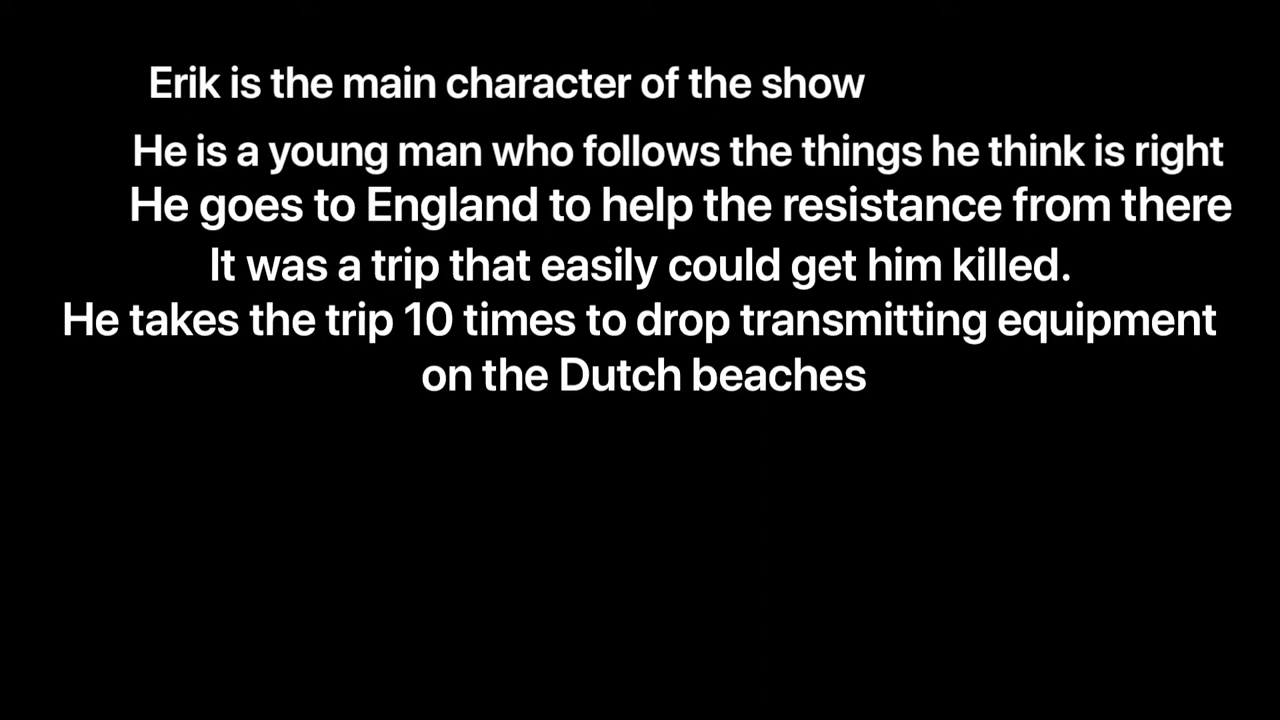 Erik is the main character of the show
He is a young man who follows the things he think is right
He goes to England to help the resistance from there
It was a trip that easily could get him killed.
He takes the trip 10 times to drop transmitting equipment
on the Dutch beaches